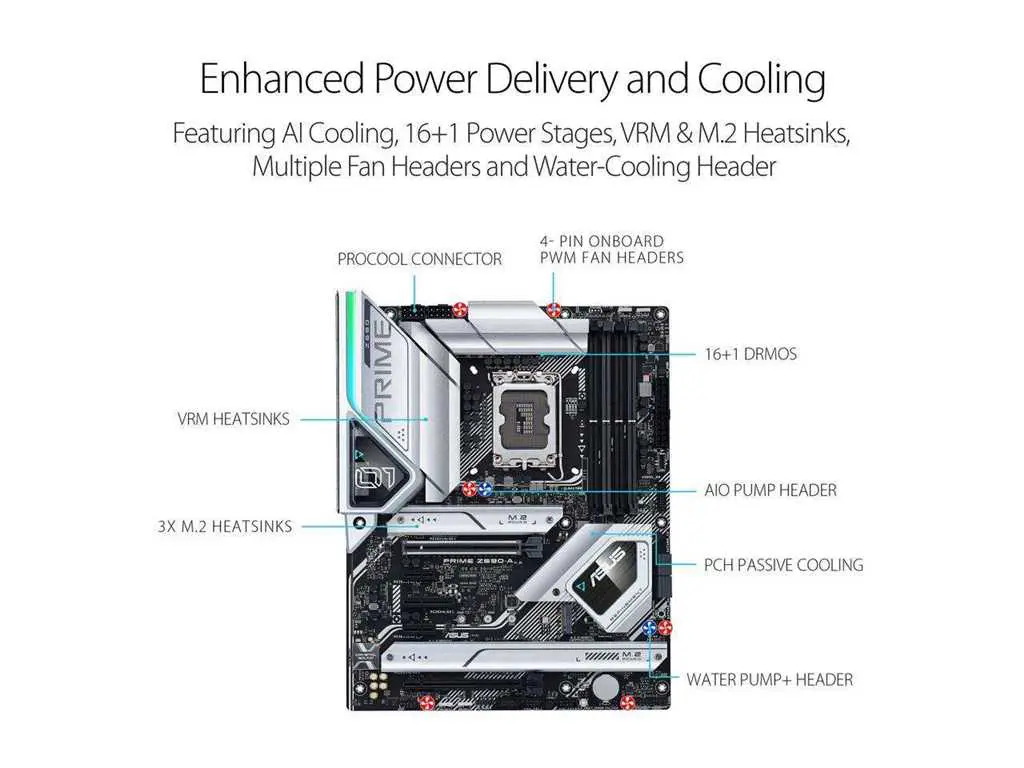 Enhanced Power Delivery and Cooling
Featuring AI Cooling, 16+1 Power Stages, VRM & M.2 Heatsinks,
Multiple Fan Headers and Water-Cooling Header
4- PIN ONBOARD
PWM FAN HEADERS
PROCOOL CONNECTOR
Z690
PRIME
16+1 DRMOS
VRM HEATSINKS
01
AIO PUMP HEADER
3X M.2 HEATSINKS
M.2
PRIME Z690-A
ASUS
PCH PASSIVE COOLING
ASUS
M.2
WATER PUMP+ HEADER